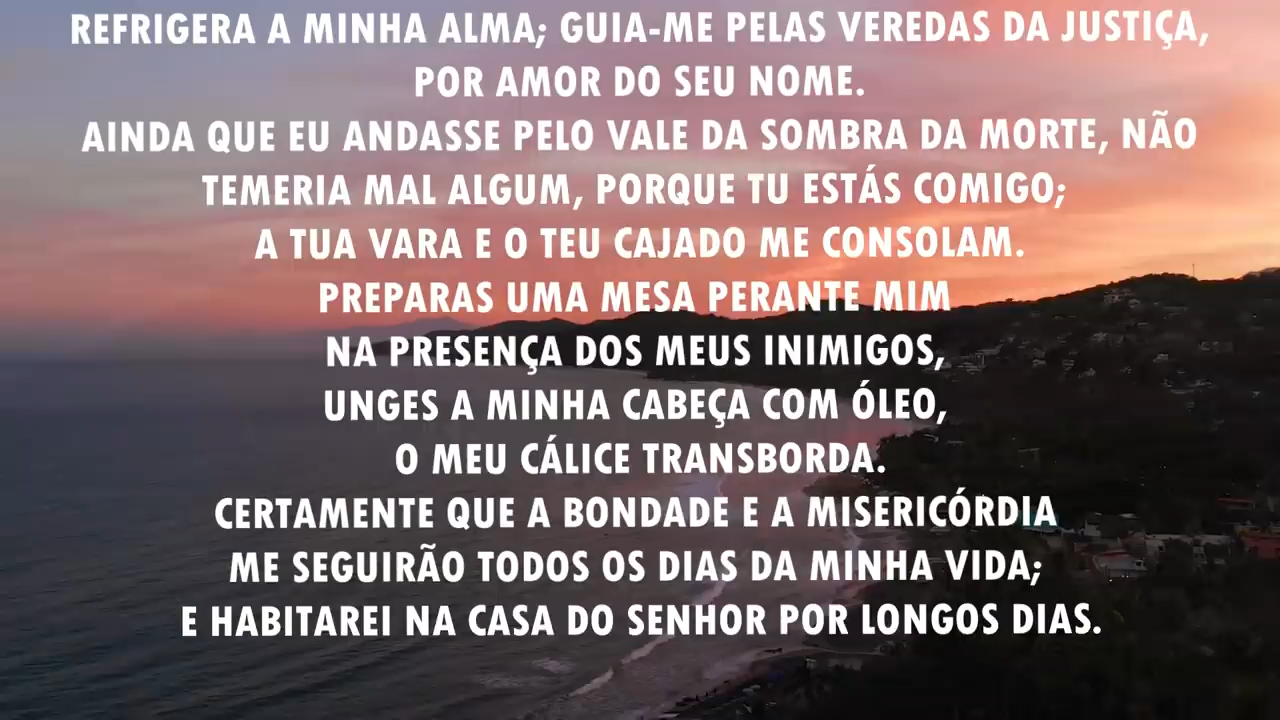 REFRIGERA A MINHA ALMA; GUIA-ME PELAS VEREDAS DA JUSTIÇA,
POR AMOR DO SEU NOME.
AINDA QUE EU ANDASSE PELO VALE DA SOMBRA DA MORTE, NÃO
TEMERIA MAL ALGUM, PORQUE TU ESTÁS COMIGO;
A TUA VARA E O TEU CAJADO ME CONSOLAM.
PREPARAS UMA MESA PERANTE MIM
NA PRESENÇA DOS MEUS INIMIGOS,
UNGES A MINHA CABEÇA COM ÓLEO,
O MEU CÁLICE TRANSBORDA.
CERTAMENTE QUE A BONDADE E A MISERICÓRDIA
ME SEGUIRÃO TODOS OS DIAS DA MINHA VIDA;
E HABITAREI NA CASA DO SENHOR POR LONGOS DIAS.